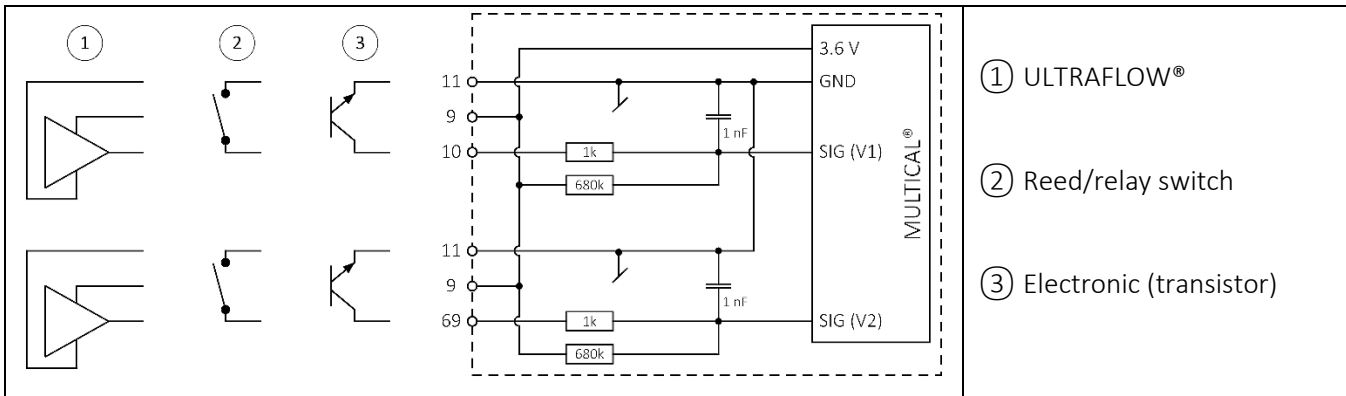 ① ② ③
3.6 V
11 GND
9
1 nF
10 1k SIG (V1)
680k
MULTICAL®
11
9
1 nF
69 1k SIG (V2)
680k
① ULTRAFLOW®
② Reed/relay switch
③ Electronic (transistor)